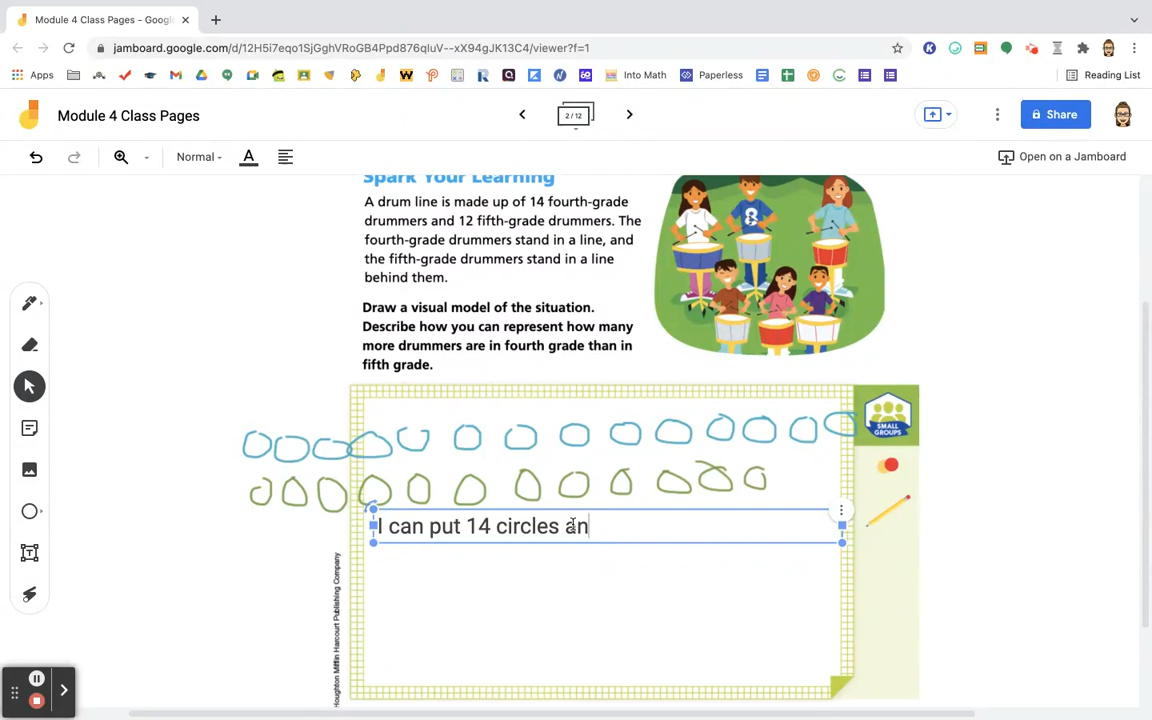 Module 4 Class Pages - Google
jamboard.google.com/d/12H5i7eqo1SjGghVRoGB4Ppd876qluV--xX94gJK13C4/viewer?f=1
Apps
Into Math
Paperless
Reading List
Module 4 Class Pages
2 / 12
Share
Normal
Open on a Jamboard
Spark Your Learning
A drum line is made up of 14 fourth-grade
drummers and 12 fifth-grade drummers. The
fourth-grade drummers stand in a line, and
the fifth-grade drummers stand in a line
behind them.
Draw a visual model of the situation.
Describe how you can represent how many
more drummers are in fourth grade than in
fifth grade.
8
SMALL
GROUPS
I can put 14 circles an
Houghton Mifflin Harcourt Publishing Company